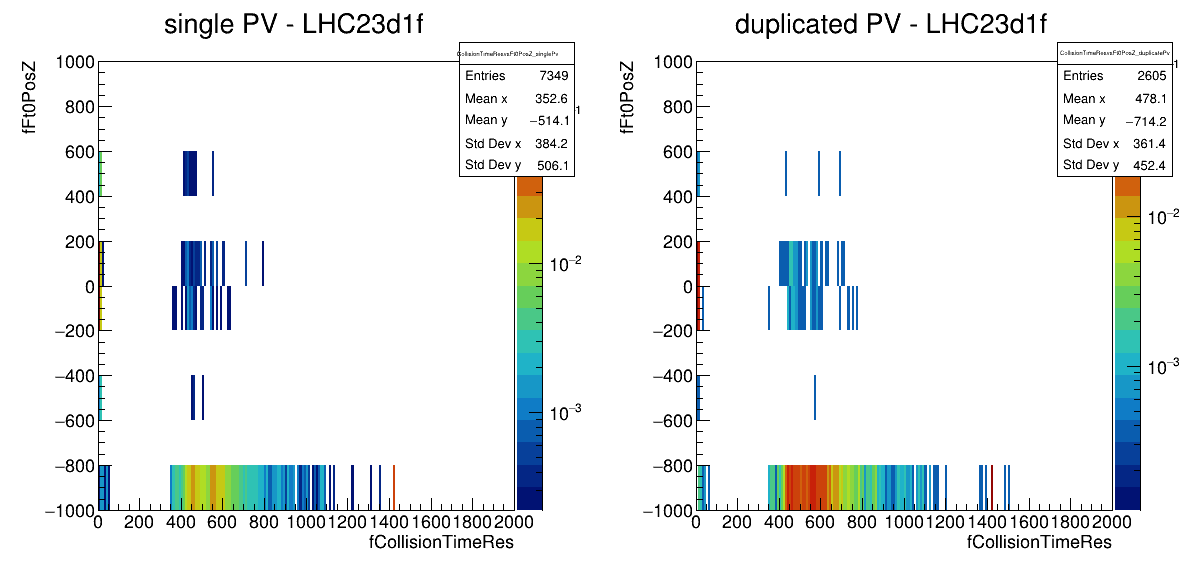 single PV - LHC23d1f
CollisionTimeResvsFt0PosZ_singlePv
Entries 7349
Mean x 352.6
Mean y −514.1
Std Dev x 384.2
Std Dev y 506.1
1
10−2
10−3
fFt0PosZ
1000
800
600
400
200
0
−200
−400
−600
−800
−1000
0 200 400 600 800 1000 1200 1400 1600 1800 2000
fCollisionTimeRes
duplicated PV - LHC23d1f
CollisionTimeResvsFt0PosZ_duplicatePv
Entries 2605
Mean x 478.1
Mean y −714.2
Std Dev x 361.4
Std Dev y 452.4
1
10−2
10−3
fFt0PosZ
1000
800
600
400
200
0
−200
−400
−600
−800
−1000
0 200 400 600 800 1000 1200 1400 1600 1800 2000
fCollisionTimeRes